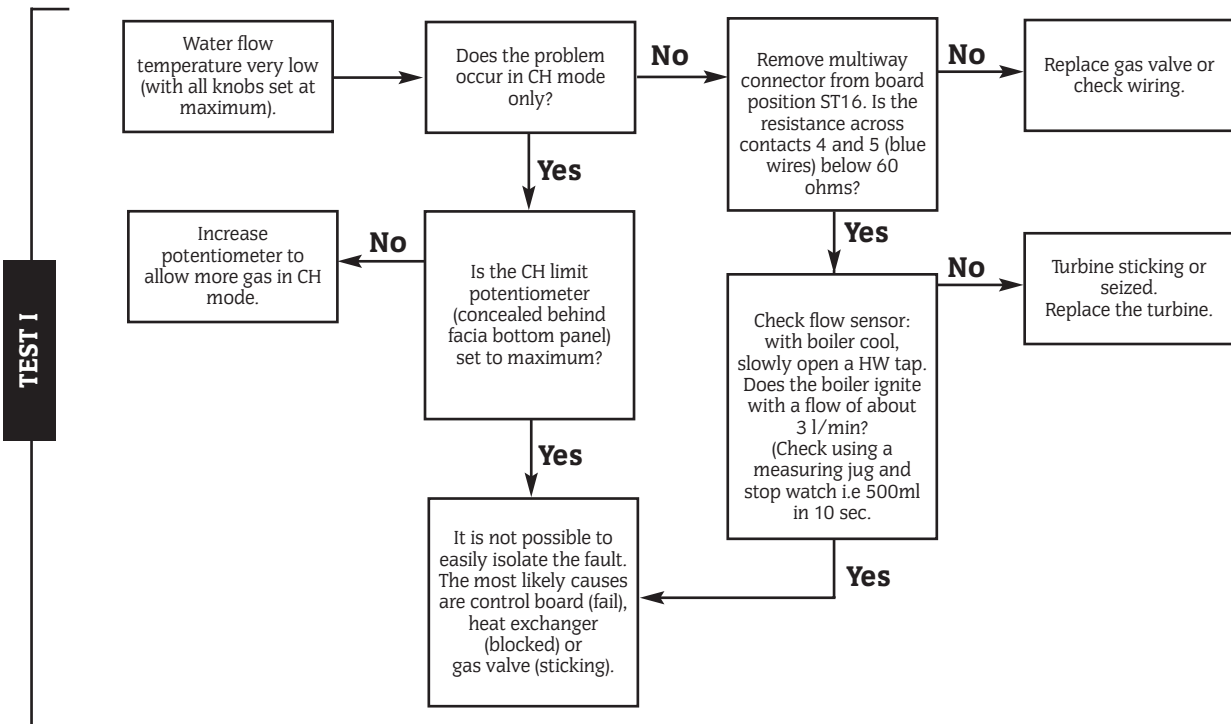 TEST I
Water flow
temperature very low
(with all knobs set at
maximum).
Does the problem
occur in CH mode
only?
No
Remove multiway
connector from board
position ST16. Is the
resistance across
contacts 4 and 5 (blue
wires) below 60
ohms?
No
Replace gas valve or
check wiring.
Yes
Yes
Increase
potentiometer to
allow more gas in CH
mode.
No
Is the CH limit
potentiometer
(concealed behind
facia bottom panel)
set to maximum?
Check flow sensor:
with boiler cool,
slowly open a HW tap.
Does the boiler ignite
with a flow of about
3 l/min?
(Check using a
measuring jug and
stop watch i.e 500ml
in 10 sec.
No
Turbine sticking or
seized.
Replace the turbine.
Yes
Yes
It is not possible to
easily isolate the fault.
The most likely causes
are control board (fail),
heat exchanger
(blocked) or
gas valve (sticking).